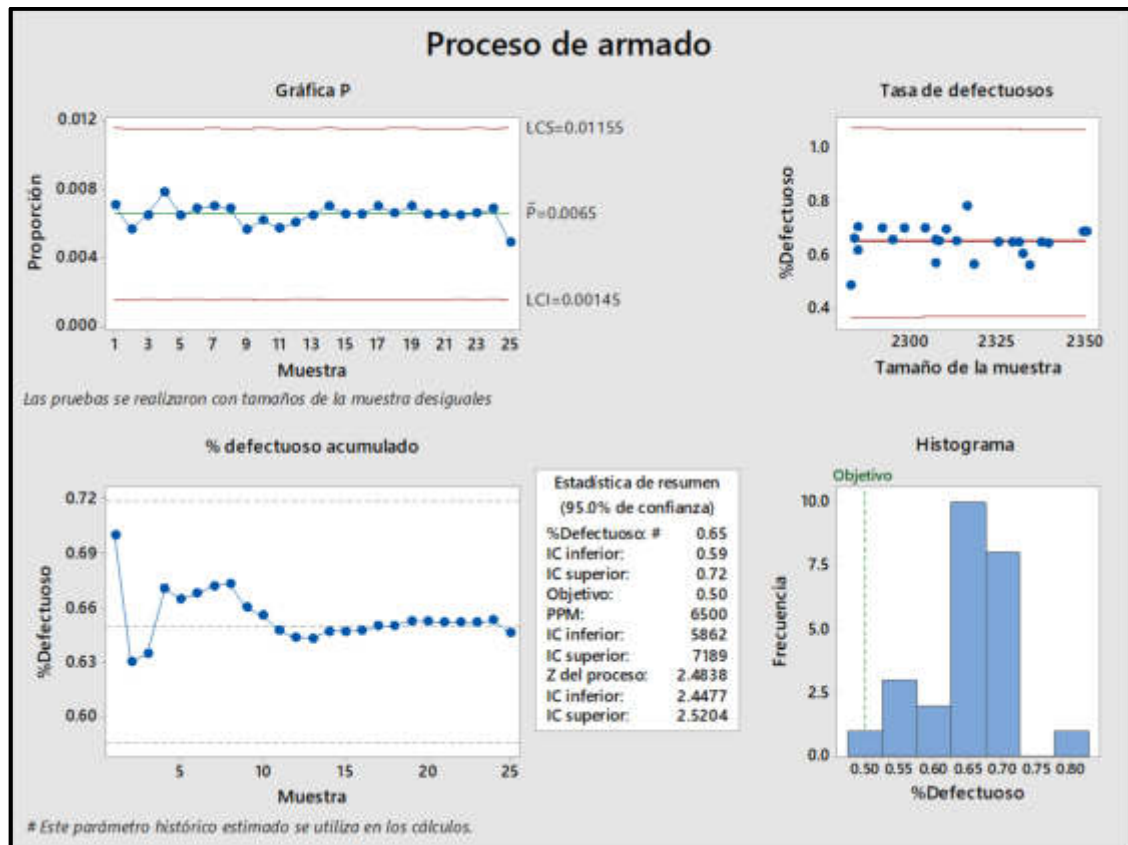 Proceso de armado
Gráfica P
Proporción
0.012
0.008
0.004
0.000
LCS=0.01155
P̄=0.0065
LCI=0.00145
1 3 5 7 9 11 13 15 17 19 21 23 25
Muestra
Las pruebas se realizaron con tamaños de la muestra desiguales
Tasa de defectuosos
%Defectuoso
1.0
0.8
0.6
0.4
2300 2325 2350
Tamaño de la muestra
% defectuoso acumulado
%Defectuoso
0.72
0.69
0.66
0.63
0.60
5 10 15 20 25
Muestra
Estadística de resumen
(95.0% de confianza)
%Defectuoso: # 0.65
IC inferior: 0.59
IC superior: 0.72
Objetivo: 0.50
PPM: 6500
IC inferior: 5862
IC superior: 7189
Z del proceso: 2.4838
IC inferior: 2.4477
IC superior: 2.5204
Histograma
Objetivo
Frecuencia
10.0
7.5
5.0
2.5
0.0
0.50 0.55 0.60 0.65 0.70 0.75 0.80
%Defectuoso
# Este parámetro histórico estimado se utiliza en los cálculos.